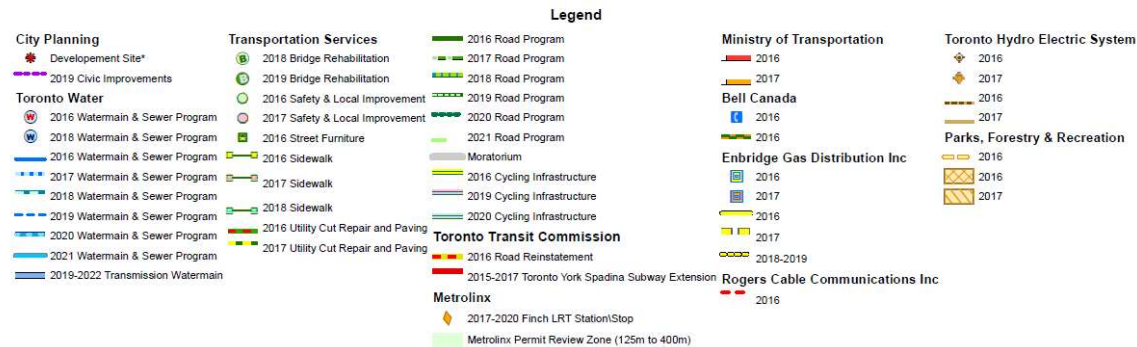 Legend
City Planning
Developement Site*
2019 Civic Improvements
Toronto Water
W 2016 Watermain & Sewer Program
W 2018 Watermain & Sewer Program
2016 Watermain & Sewer Program
2017 Watermain & Sewer Program
2018 Watermain & Sewer Program
2019 Watermain & Sewer Program
2020 Watermain & Sewer Program
2021 Watermain & Sewer Program
2019-2022 Transmission Watermain
Transportation Services
B 2018 Bridge Rehabilitation
B 2019 Bridge Rehabilitation
2016 Safety & Local Improvement
2017 Safety & Local Improvement
2016 Street Furniture
2016 Sidewalk
2017 Sidewalk
2018 Sidewalk
2016 Utility Cut Repair and Paving
2017 Utility Cut Repair and Paving
2016 Road Program
2017 Road Program
2018 Road Program
2019 Road Program
2020 Road Program
2021 Road Program
Moratorium
2016 Cycling Infrastructure
2019 Cycling Infrastructure
2020 Cycling Infrastructure
Toronto Transit Commission
2016 Road Reinstatement
2015-2017 Toronto York Spadina Subway Extension
Metrolinx
2017-2020 Finch LRT Station\Stop
Metrolinx Permit Review Zone (125m to 400m)
Ministry of Transportation
2016
2017
Bell Canada
2016
2016
Enbridge Gas Distribution Inc
2016
2017
2016
2017
2018-2019
Rogers Cable Communications Inc
2016
Toronto Hydro Electric System
2016
2017
2016
2017
Parks, Forestry & Recreation
2016
2016
2017